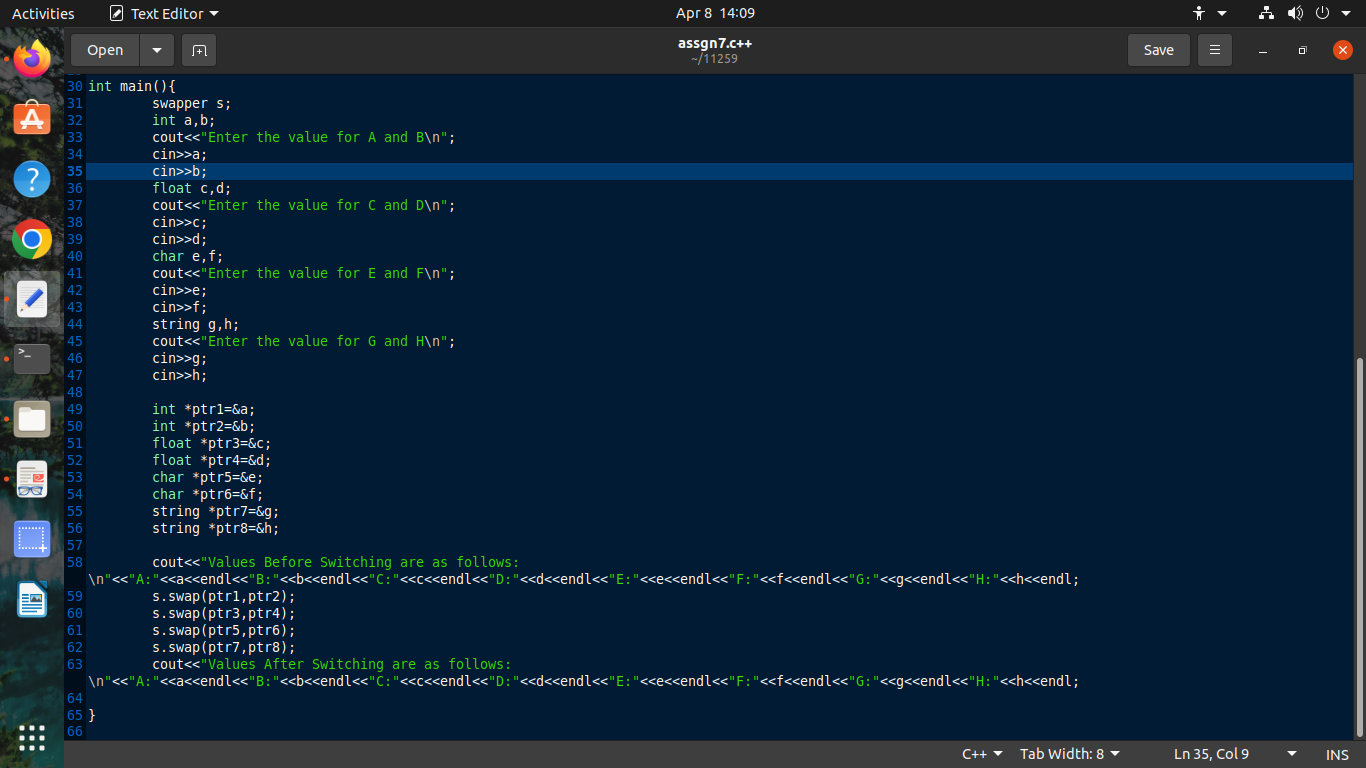 Activities Text Editor Apr 8 14:09
Open assgn7.c++ Save
~/11259
30 int main(){
31 swapper s;
32 int a,b;
33 cout<<"Enter the value for A and B\n";
34 cin>>a;
35 cin>>b;
36 float c,d;
37 cout<<"Enter the value for C and D\n";
38 cin>>c;
39 cin>>d;
40 char e,f;
41 cout<<"Enter the value for E and F\n";
42 cin>>e;
43 cin>>f;
44 string g,h;
45 cout<<"Enter the value for G and H\n";
46 cin>>g;
47 cin>>h;
48
49 int *ptr1=&a;
50 int *ptr2=&b;
51 float *ptr3=&c;
52 float *ptr4=&d;
53 char *ptr5=&e;
54 char *ptr6=&f;
55 string *ptr7=&g;
56 string *ptr8=&h;
57
58 cout<<"Values Before Switching are as follows:
\n"<<"A:"<<a<<endl<<"B:"<<b<<endl<<"C:"<<c<<endl<<"D:"<<d<<endl<<"E:"<<e<<endl<<"F:"<<f<<endl<<"G:"<<g<<endl<<"H:"<<h<<endl;
59 s.swap(ptr1,ptr2);
60 s.swap(ptr3,ptr4);
61 s.swap(ptr5,ptr6);
62 s.swap(ptr7,ptr8);
63 cout<<"Values After Switching are as follows:
\n"<<"A:"<<a<<endl<<"B:"<<b<<endl<<"C:"<<c<<endl<<"D:"<<d<<endl<<"E:"<<e<<endl<<"F:"<<f<<endl<<"G:"<<g<<endl<<"H:"<<h<<endl;
64
65 }
66
C++ Tab Width: 8 Ln 35, Col 9 INS